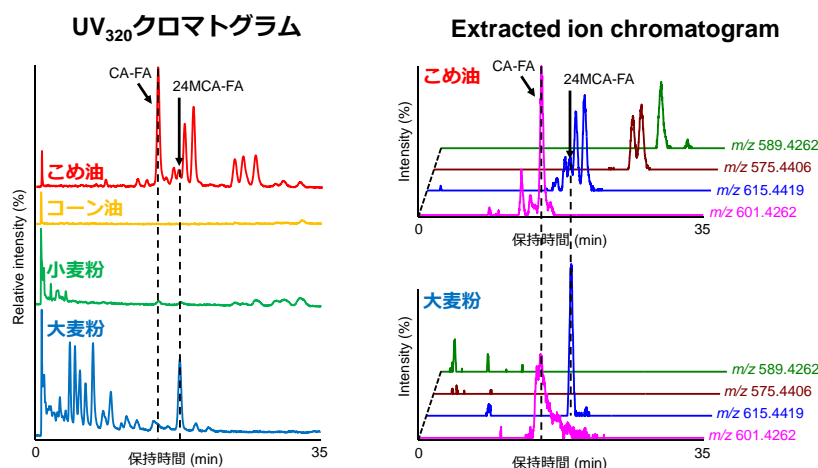 UV320クロマトグラム
CA-FA
24MCA-FA
こめ油
コーン油
小麦粉
大麦粉
Relative intensity (%)
0
35
保持時間 (min)
Extracted ion chromatogram
こめ油
CA-FA
24MCA-FA
Intensity (%)
m/z 589.4262
m/z 575.4406
m/z 615.4419
m/z 601.4262
0
35
保持時間 (min)
大麦粉
Intensity (%)
m/z 589.4262
m/z 575.4406
m/z 615.4419
m/z 601.4262
0
35
保持時間 (min)